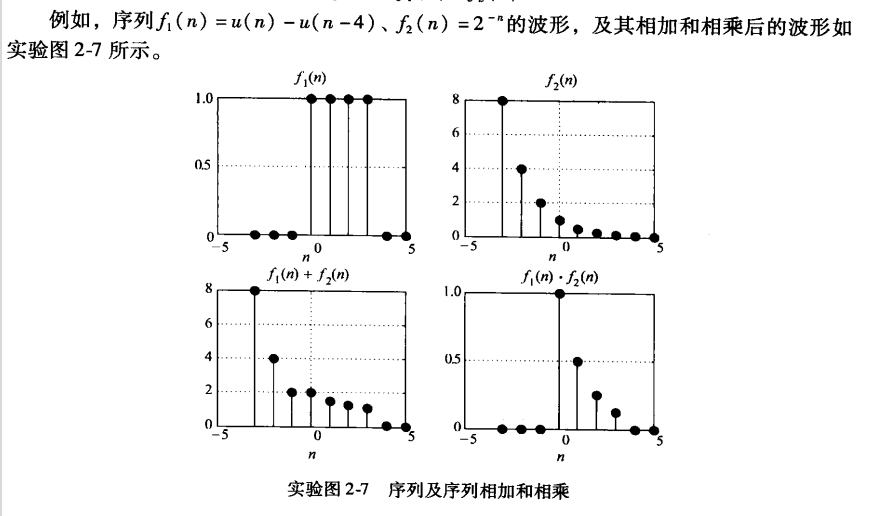 例如，序列f₁(n)=u(n)-u(n-4)、f₂(n)=2⁻ⁿ的波形，及其相加和相乘后的波形如
实验图2-7所示。
f₁(n)
1.0
0.5
0
-5
0
5
n
f₂(n)
8
6
4
2
0
-5
0
5
n
f₁(n) + f₂(n)
8
6
4
2
0
-5
0
5
n
f₁(n) · f₂(n)
1.0
0.5
0
-5
0
5
n
实验图2-7 序列及序列相加和相乘